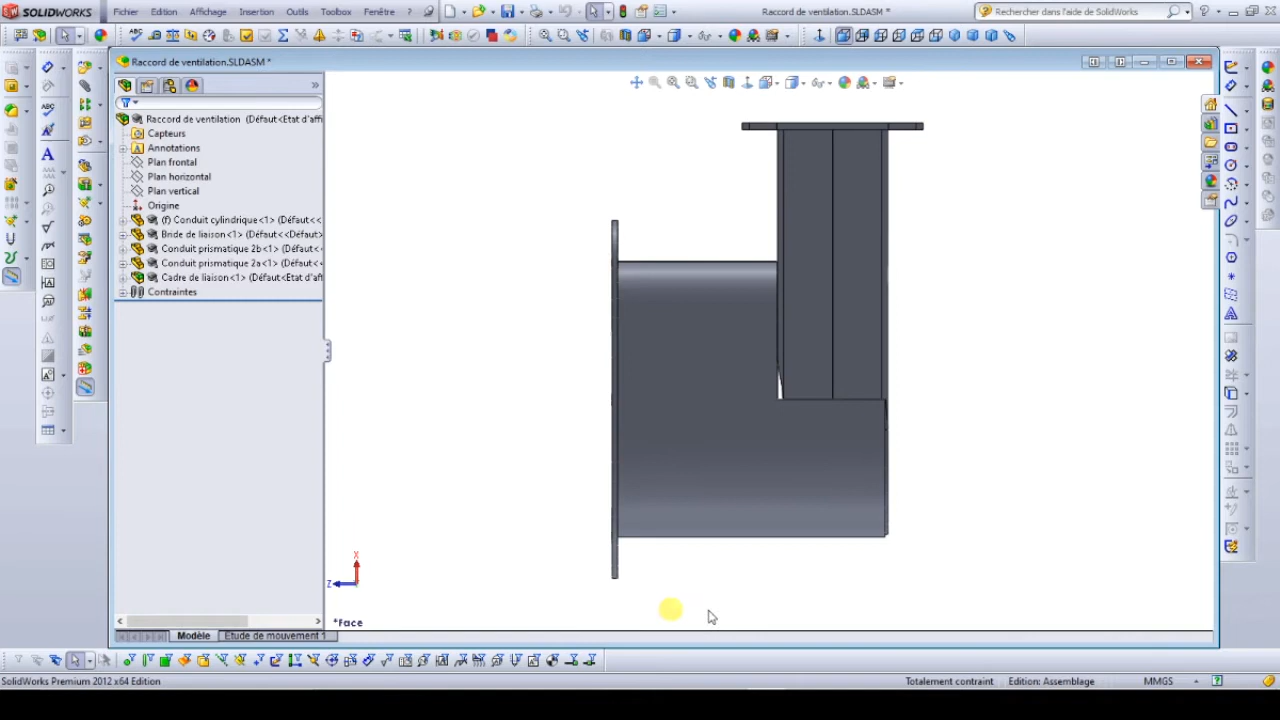 SOLIDWORKS Fichier Edition Affichage Insertion Outils Toolbox Fenêtre ? Raccord de ventilation.SLDASM * Rechercher dans l'aide de SolidWorks
Raccord de ventilation.SLDASM *
Raccord de ventilation (Défaut<Etat d'affi
Capteurs
Annotations
Plan frontal
Plan horizontal
Plan vertical
Origine
(f) Conduit cylindrique<1> (Défaut<<
Bride de liaison<1> (Défaut<<Défaut>
Conduit prismatique 2b<1> (Défaut<
Conduit prismatique 2a<1> (Défaut<
Cadre de liaison<1> (Défaut<Etat d'aff
Contraintes
X
Z
*Face
Modèle Etude de mouvement 1
SolidWorks Premium 2012 x64 Edition Totalement contraint Edition: Assemblage MMGS